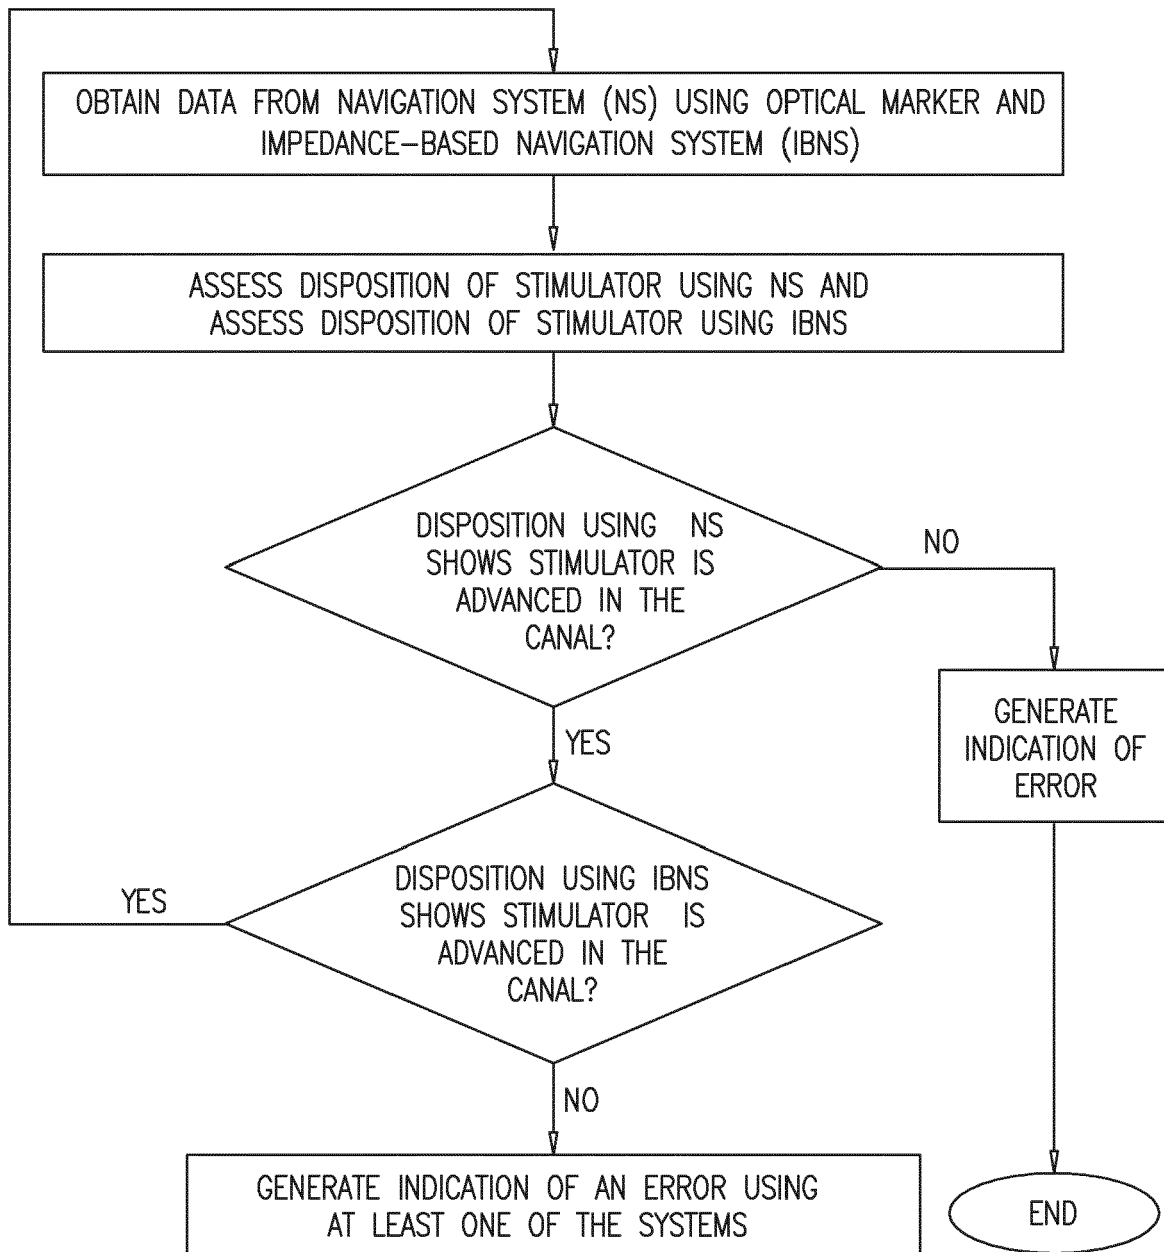 OBTAIN DATA FROM NAVIGATION SYSTEM (NS) USING OPTICAL MARKER AND
IMPEDANCE-BASED NAVIGATION SYSTEM (IBNS)
ASSESS DISPOSITION OF STIMULATOR USING NS AND
ASSESS DISPOSITION OF STIMULATOR USING IBNS
DISPOSITION USING NS
SHOWS STIMULATOR IS
ADVANCED IN THE
CANAL?
NO
GENERATE
INDICATION OF
ERROR
YES
DISPOSITION USING IBNS
SHOWS STIMULATOR IS
ADVANCED IN THE
CANAL?
YES
NO
GENERATE INDICATION OF AN ERROR USING
AT LEAST ONE OF THE SYSTEMS
END